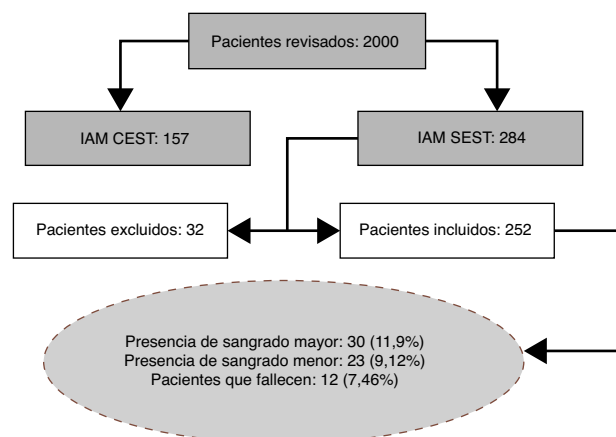 Pacientes revisados: 2000
IAM CEST: 157
IAM SEST: 284
Pacientes excluidos: 32
Pacientes incluidos: 252
Presencia de sangrado mayor: 30 (11,9%)
Presencia de sangrado menor: 23 (9,12%)
Pacientes que fallecen: 12 (7,46%)